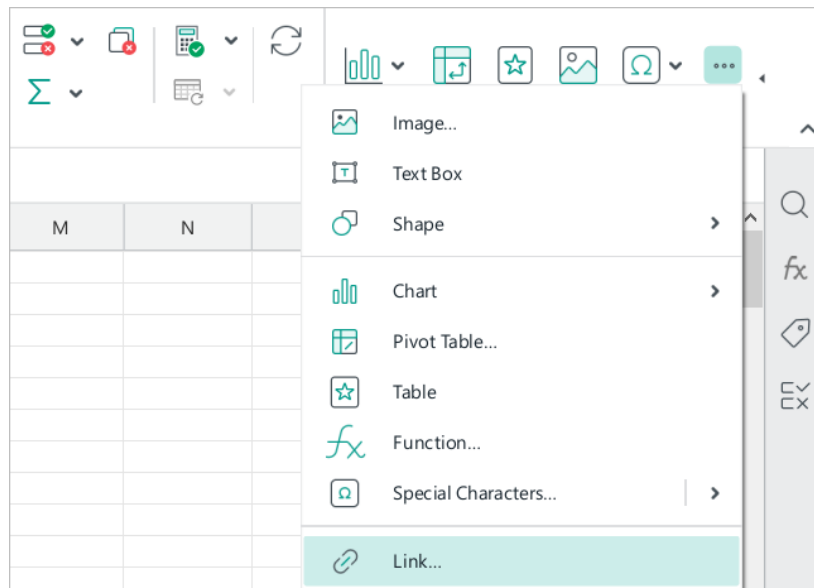 Image...
Text Box
M
N
Shape
Chart
Pivot Table...
Table
Function...
Special Characters...
Link...